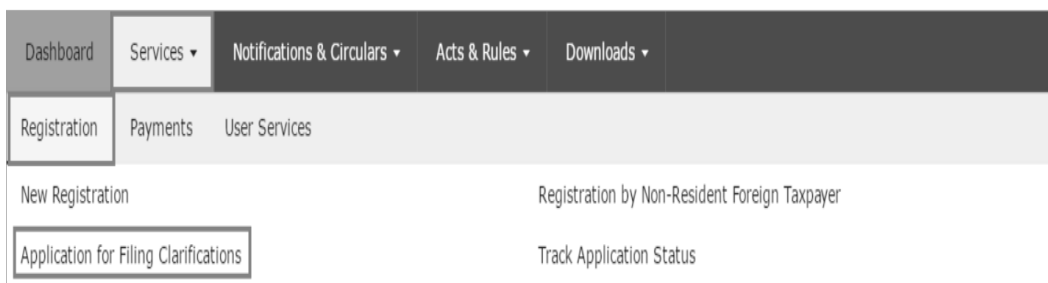 Dashboard Services ▾ Notifications & Circulars ▾ Acts & Rules ▾ Downloads ▾
Registration Payments User Services
New Registration Registration by Non-Resident Foreign Taxpayer
Application for Filing Clarifications Track Application Status